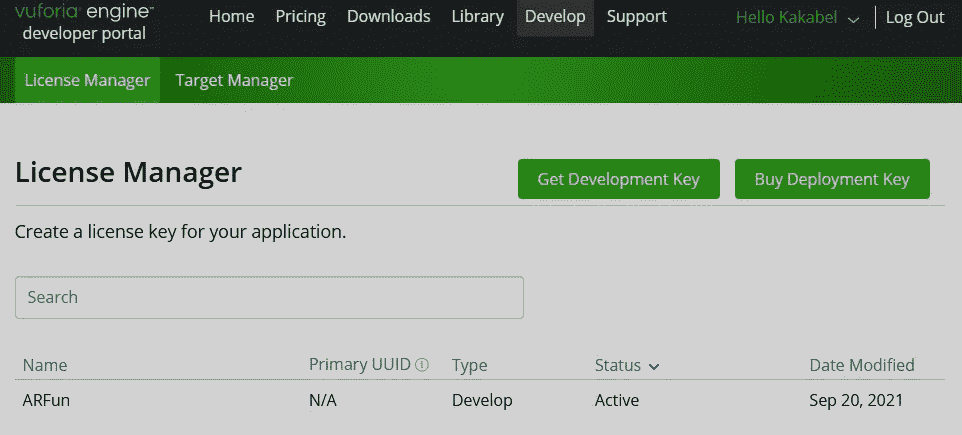 vuforia engine™
developer portal
Home Pricing Downloads Library Develop Support Hello Kakabel Log Out
License Manager Target Manager
License Manager Get Development Key Buy Deployment Key
Create a license key for your application.
Search
Name Primary UUID ⓘ Type Status Date Modified
ARFun N/A Develop Active Sep 20, 2021